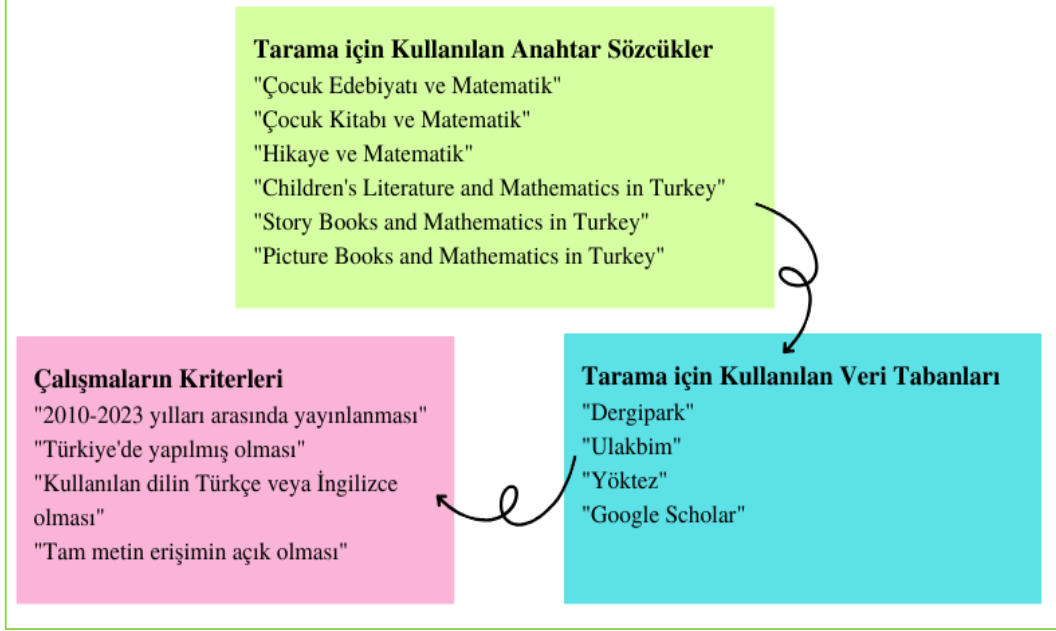 Tarama için Kullanılan Anahtar Sözcükler
"Çocuk Edebiyatı ve Matematik"
"Çocuk Kitabı ve Matematik"
"Hikaye ve Matematik"
"Children's Literature and Mathematics in Turkey"
"Story Books and Mathematics in Turkey"
"Picture Books and Mathematics in Turkey"
Tarama için Kullanılan Veri Tabanları
"Dergipark"
"Ulakbim"
"Yöktez"
"Google Scholar"
Çalışmaların Kriterleri
"2010-2023 yılları arasında yayınlanması"
"Türkiye'de yapılmış olması"
"Kullanılan dilin Türkçe veya İngilizce
olması"
"Tam metin erişimin açık olması"